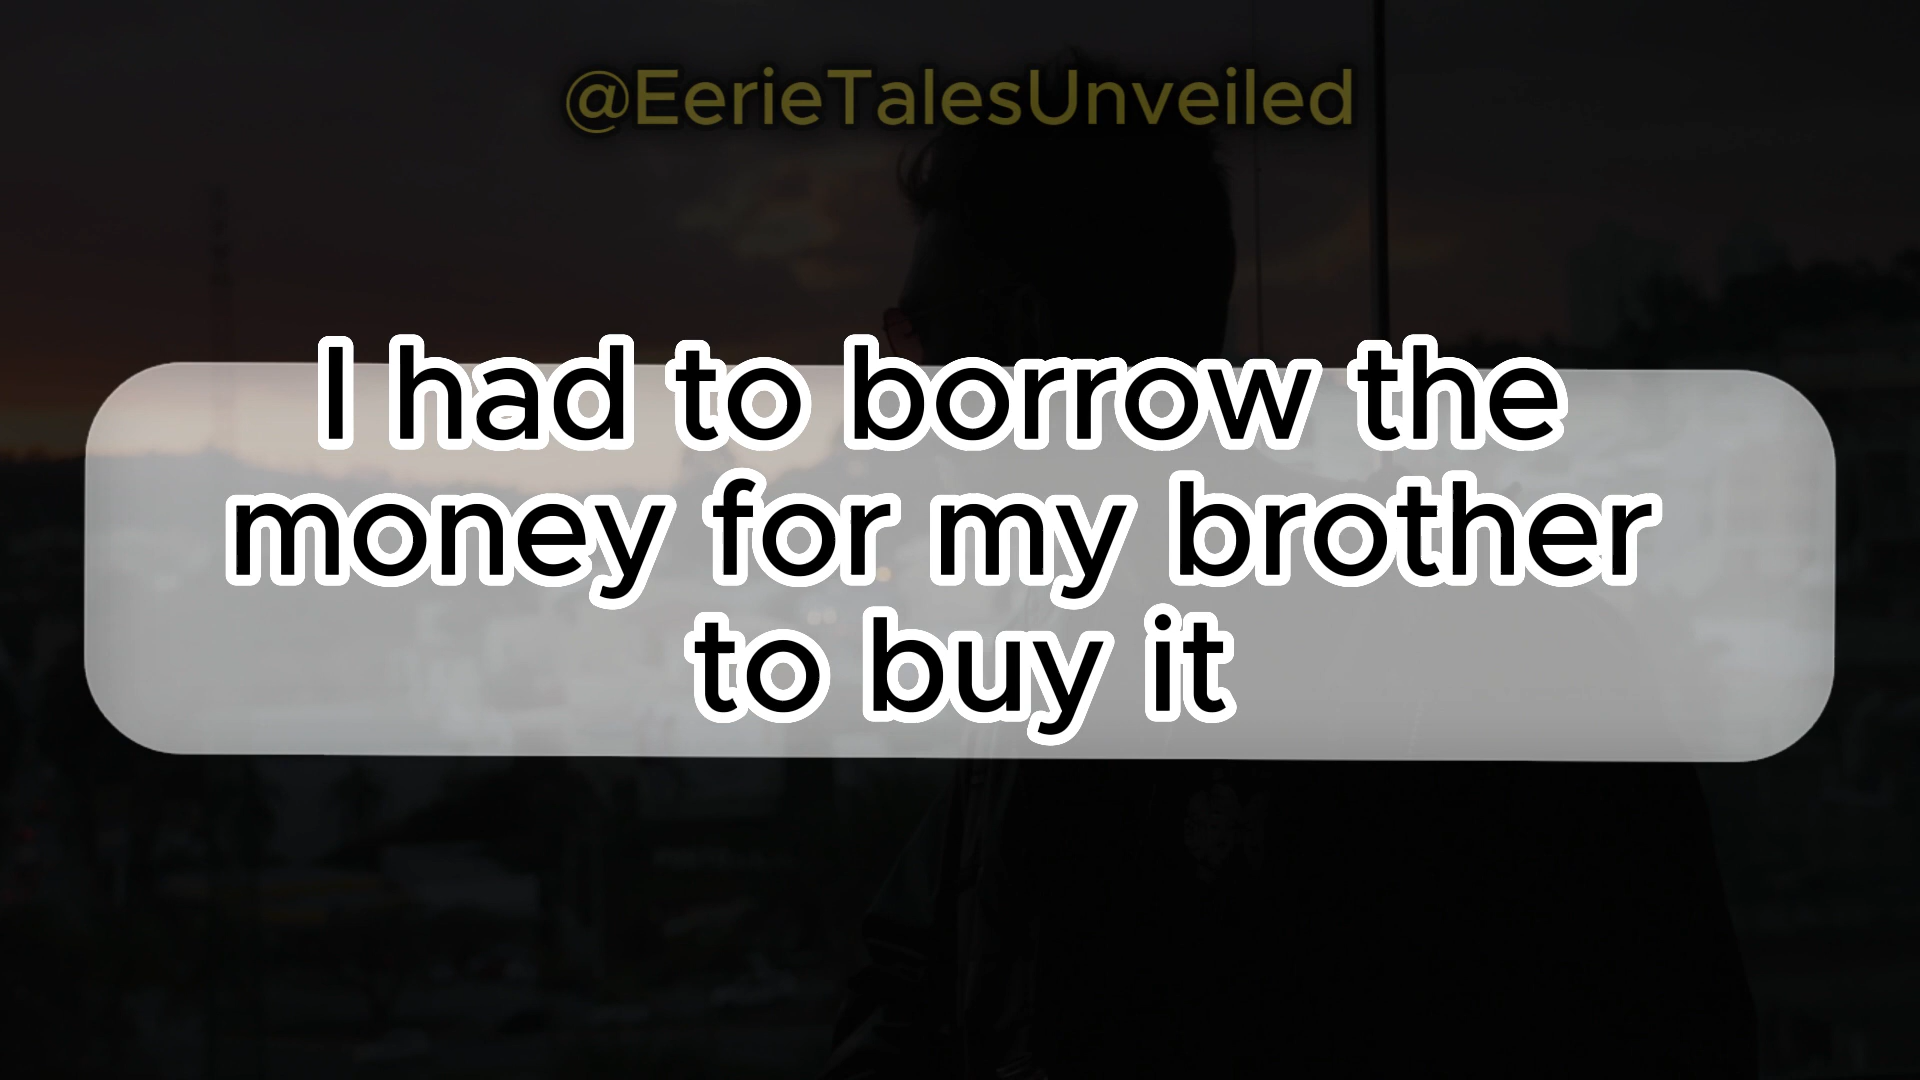 @EerieTalesUnveiled
I had to borrow the
money for my brother
to buy it